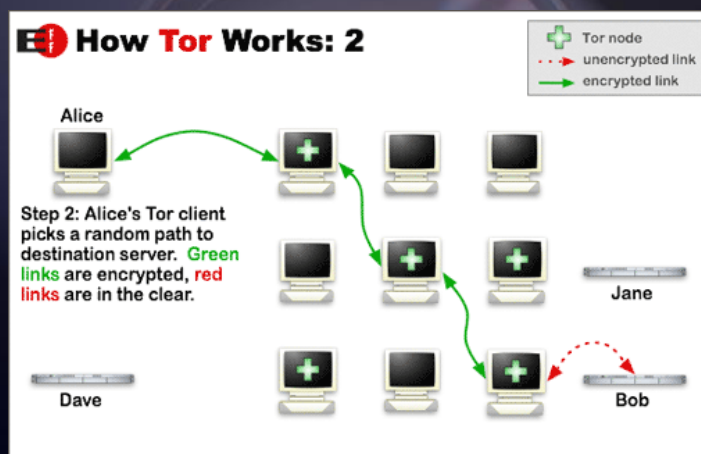 EFF How Tor Works: 2
Tor node
unencrypted link
encrypted link
Alice
Step 2: Alice's Tor client
picks a random path to
destination server. Green
links are encrypted, red
links are in the clear.
Jane
Dave
Bob